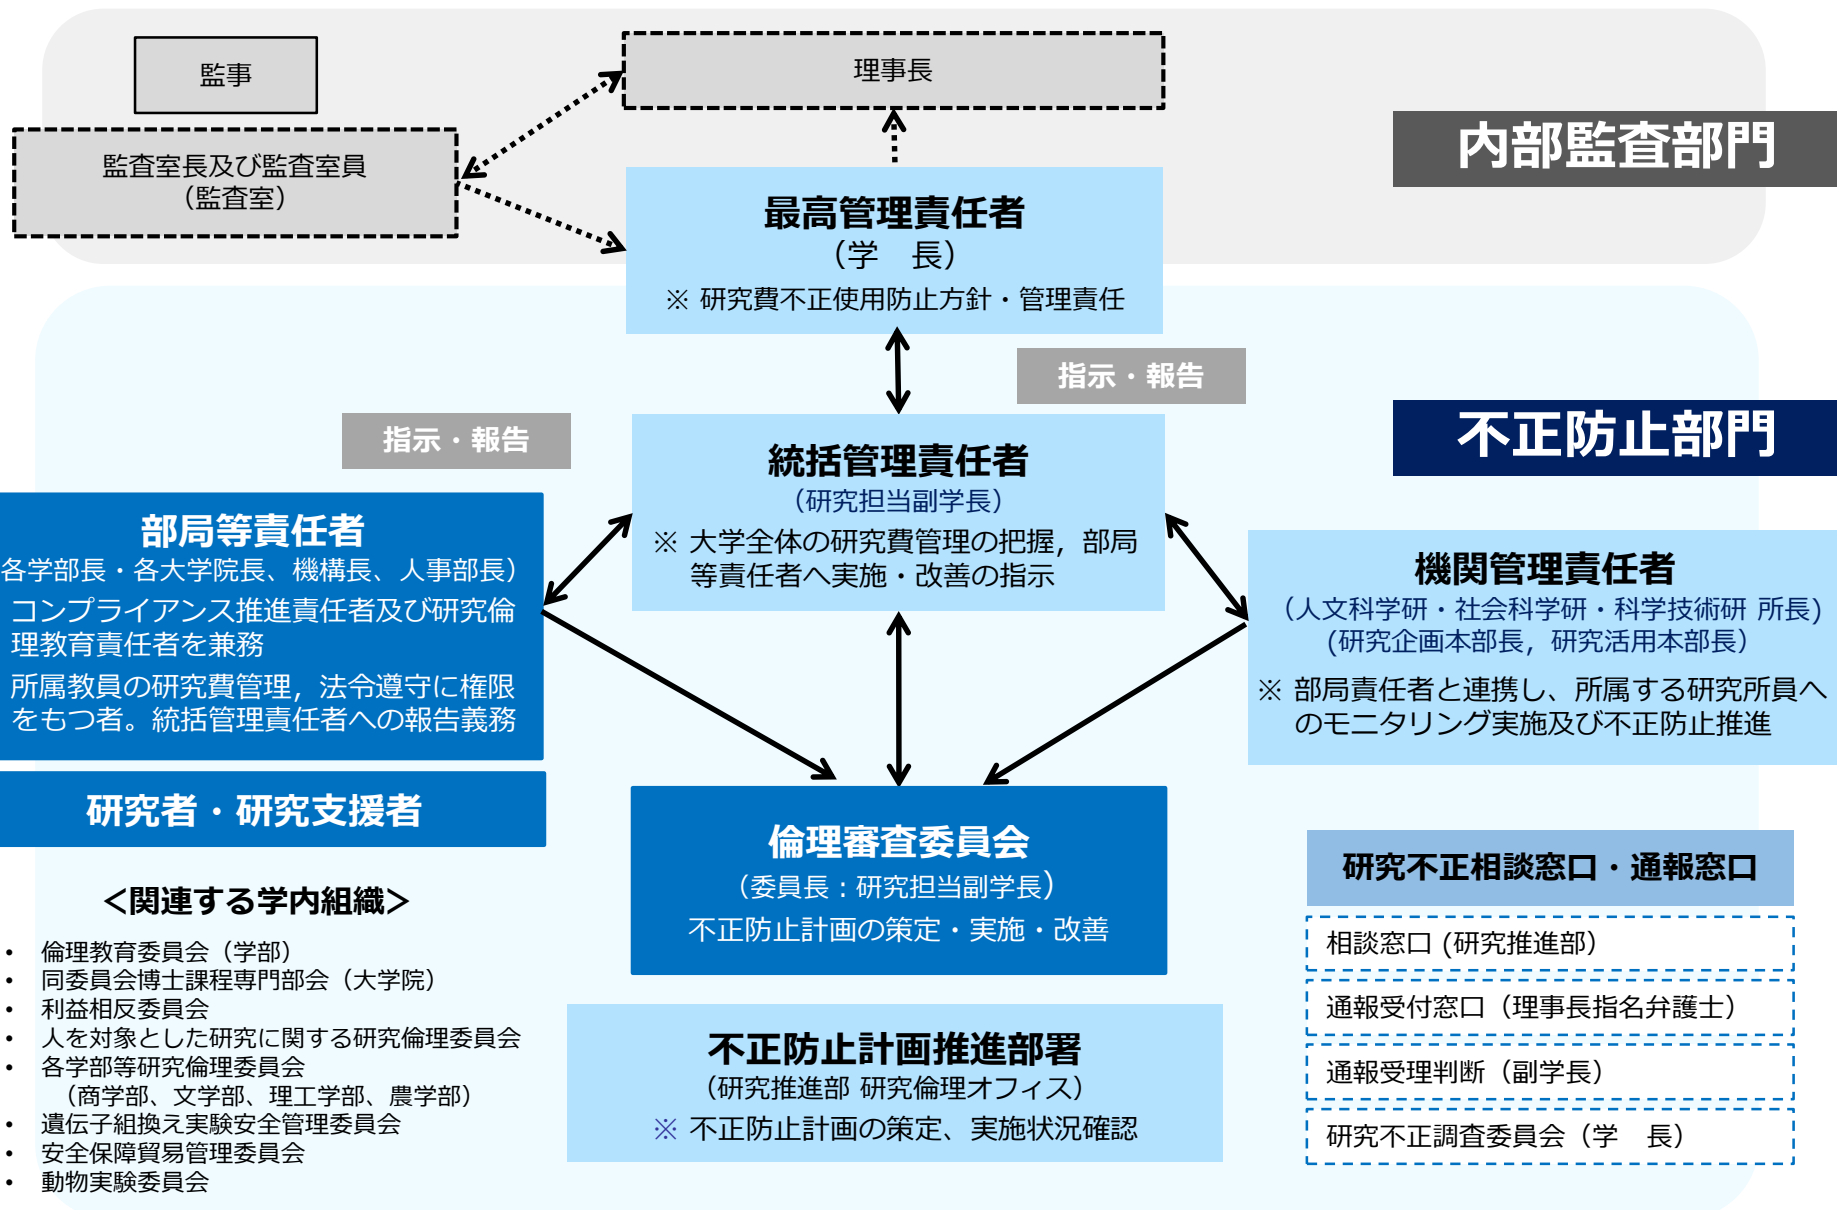 監事
理事長
監査室長及び監査室員
（監査室）
内部監査部門
最高管理責任者
（学　長）
※ 研究費不正使用防止方針・管理責任
指示・報告
指示・報告
不正防止部門
統括管理責任者
（研究担当副学長）
※ 大学全体の研究費管理の把握，部局
等責任者へ実施・改善の指示
部局等責任者
各学部長・各大学院長、機構長、人事部長）
コンプライアンス推進責任者及び研究倫
理教育責任者を兼務
所属教員の研究費管理，法令遵守に権限
をもつ者。統括管理責任者への報告義務
機関管理責任者
（人文科学研・社会科学研・科学技術研 所長)
(研究企画本部長，研究活用本部長）
※ 部局責任者と連携し、所属する研究所員へ
のモニタリング実施及び不正防止推進
研究者・研究支援者
倫理審査委員会
（委員長：研究担当副学長）
不正防止計画の策定・実施・改善
＜関連する学内組織＞
• 倫理教育委員会（学部）
• 同委員会博士課程専門部会（大学院）
• 利益相反委員会
• 人を対象とした研究に関する研究倫理委員会
• 各学部等研究倫理委員会
（商学部、文学部、理工学部、農学部）
• 遺伝子組換え実験安全管理委員会
• 安全保障貿易管理委員会
• 動物実験委員会
不正防止計画推進部署
（研究推進部 研究倫理オフィス）
※ 不正防止計画の策定、実施状況確認
研究不正相談窓口・通報窓口
相談窓口 (研究推進部）
通報受付窓口（理事長指名弁護士）
通報受理判断（副学長）
研究不正調査委員会（学　長）